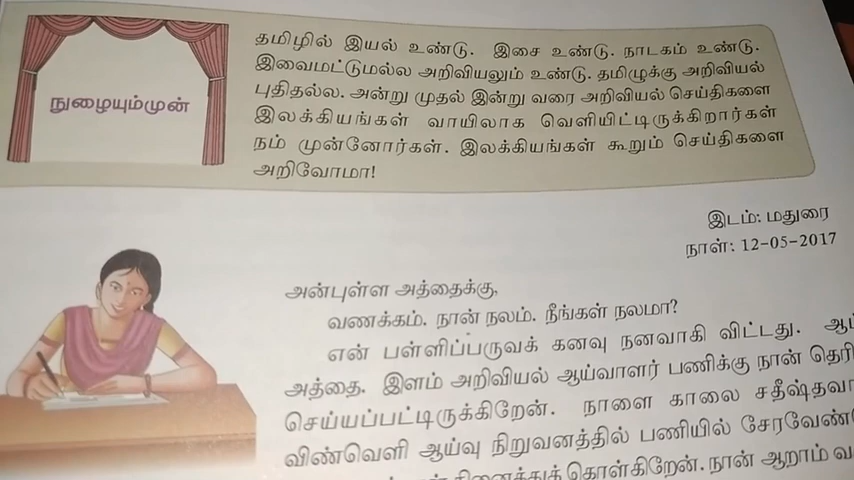 நுழையும்முன்
தமிழில் இயல் உண்டு. இசை உண்டு. நாடகம் உண்டு.
இவைமட்டுமல்ல அறிவியலும் உண்டு. தமிழுக்கு அறிவியல்
புதிதல்ல. அன்று முதல் இன்று வரை அறிவியல் செய்திகளை
இலக்கியங்கள் வாயிலாக வெளியிட்டிருக்கிறார்கள்
நம் முன்னோர்கள். இலக்கியங்கள் கூறும் செய்திகளை
அறிவோமா!
இடம்: மதுரை
நாள்: 12-05-2017
அன்புள்ள அத்தைக்கு,
வணக்கம். நான் நலம். நீங்கள் நலமா?
என் பள்ளிப்பருவக் கனவு நனவாகி விட்டது.
அத்தை. இளம் அறிவியல் ஆய்வாளர் பணிக்கு நான்
செய்யப்பட்டிருக்கிறேன். நாளை காலை
விண்வெளி ஆய்வு நிறுவனத்தில் பணியில்
கொள்கிறேன். நான் ஆறாம்